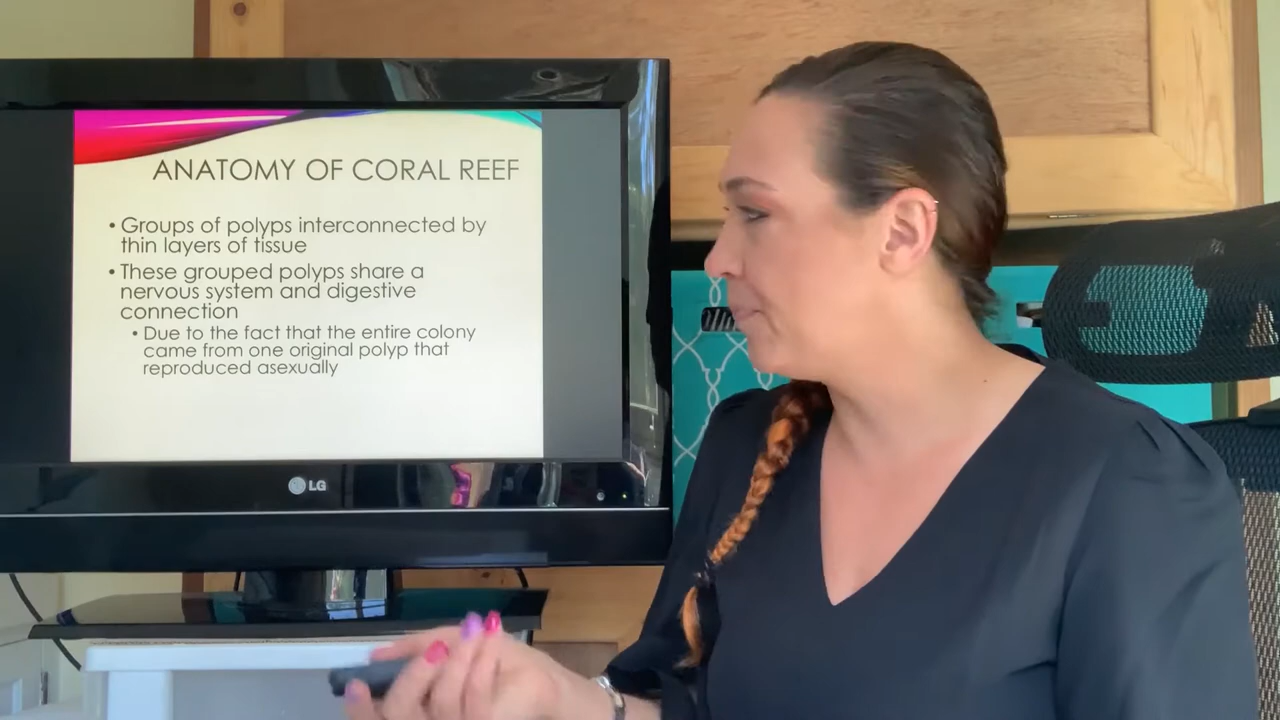 ANATOMY OF CORAL REEF
• Groups of polyps interconnected by
thin layers of tissue
• These grouped polyps share a
nervous system and digestive
connection
• Due to the fact that the entire colony
came from one original polyp that
reproduced asexually
LG